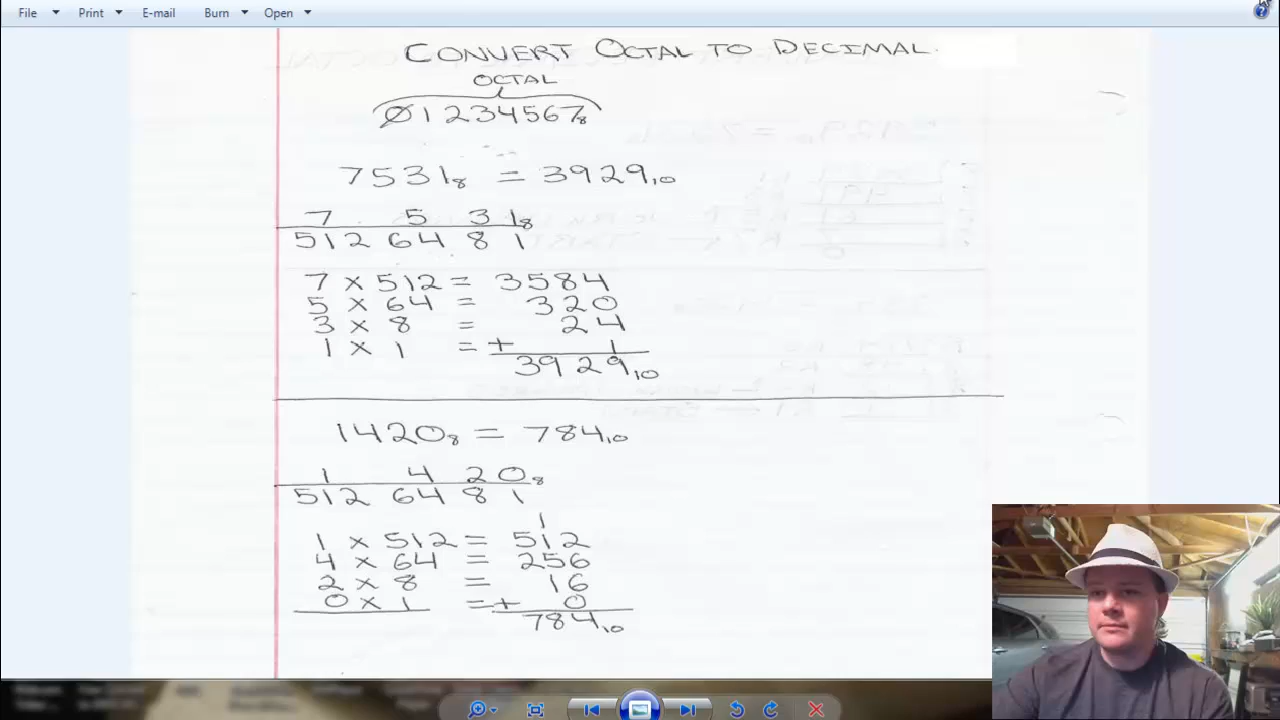 File Print E-mail Burn Open
CONVERT OCTAL TO DECIMAL
OCTAL
01234567₈
7531₈ = 3929₁₀
7 5 3 1₈
512 64 8 1
7 x 512 = 3584
5 x 64 = 320
3 x 8 = 24
1 x 1 = + 1
3929₁₀
1420₈ = 784₁₀
1 4 2 0₈
512 64 8 1
1
1 x 512 = 512
4 x 64 = 256
2 x 8 = 16
0 x 1 = + 0
784₁₀